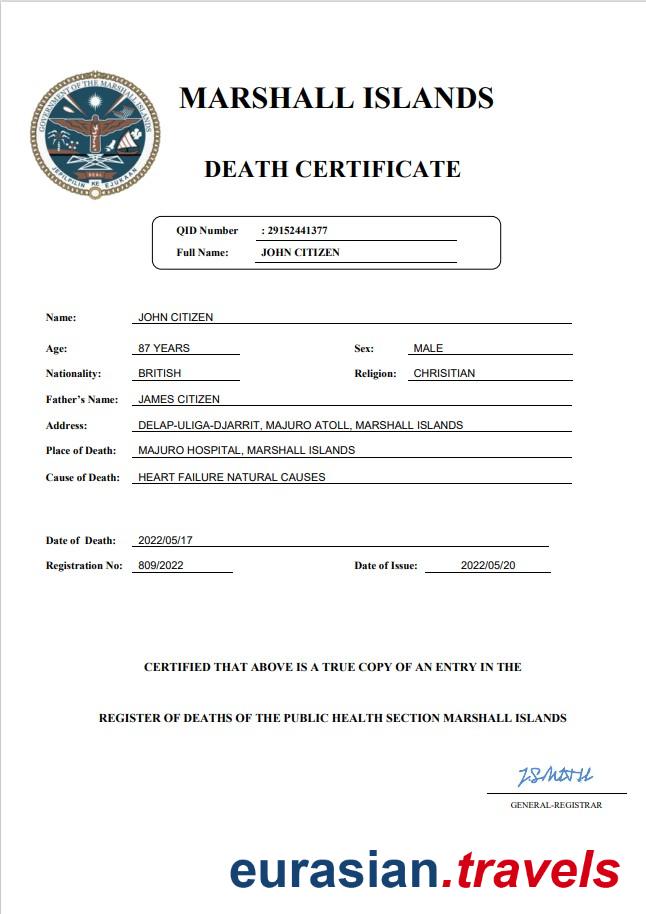 GOVERNMENT OF THE MARSHALL ISLANDS
SEAL
JEPILPILIN KE EJUKAAN
MARSHALL ISLANDS
DEATH CERTIFICATE
QID Number : 29152441377
Full Name: JOHN CITIZEN
Name: JOHN CITIZEN
Age: 87 YEARS Sex: MALE
Nationality: BRITISH Religion: CHRISITIAN
Father's Name: JAMES CITIZEN
Address: DELAP-ULIGA-DJARRIT, MAJURO ATOLL, MARSHALL ISLANDS
Place of Death: MAJURO HOSPITAL, MARSHALL ISLANDS
Cause of Death: HEART FAILURE NATURAL CAUSES
Date of Death: 2022/05/17
Registration No: 809/2022 Date of Issue: 2022/05/20
CERTIFIED THAT ABOVE IS A TRUE COPY OF AN ENTRY IN THE
REGISTER OF DEATHS OF THE PUBLIC HEALTH SECTION MARSHALL ISLANDS
GENERAL-REGISTRAR
eurasian.travels